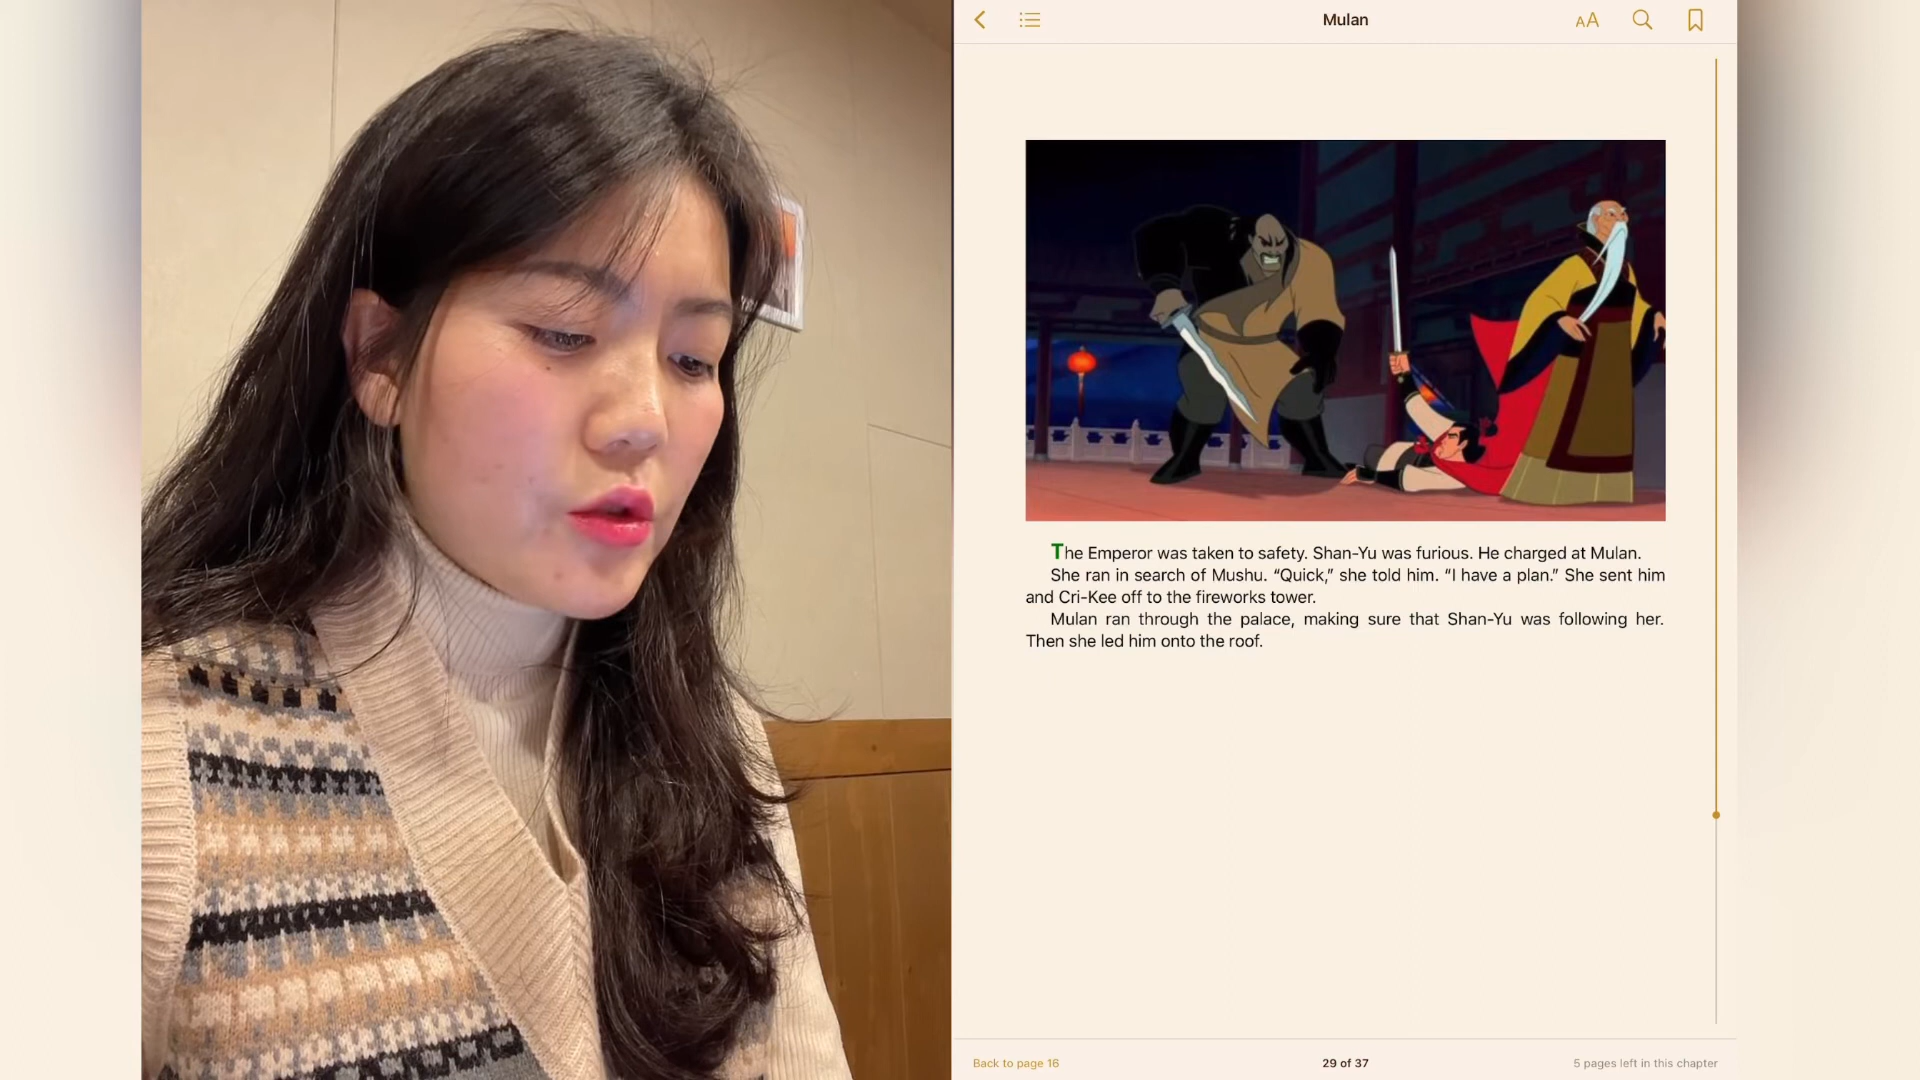 Mulan
AA
The Emperor was taken to safety. Shan-Yu was furious. He charged at Mulan.
She ran in search of Mushu. “Quick,” she told him. “I have a plan.” She sent him
and Cri-Kee off to the fireworks tower.
Mulan ran through the palace, making sure that Shan-Yu was following her.
Then she led him onto the roof.
Back to page 16
29 of 37
5 pages left in this chapter